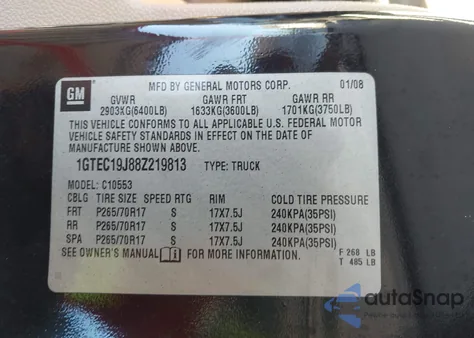 MFD BY GENERAL MOTORS CORP. 01/08
GM
GVWR GAWR FRT GAWR RR
2903KG(6400LB) 1633KG(3600LB) 1701KG(3750LB)
THIS VEHICLE CONFORMS TO ALL APPLICABLE U.S. FEDERAL MOTOR
VEHICLE SAFETY STANDARDS IN EFFECT ON THE DATE OF
MANUFACTURE SHOWN ABOVE.
1GTEC19J88Z219813 TYPE: TRUCK
MODEL: C10553
CBLG TIRE SIZE SPEED RTG RIM COLD TIRE PRESSURE
FRT P265/70R17 S 17X7.5J 240KPA(35PSI)
RR P265/70R17 S 17X7.5J 240KPA(35PSI)
SPA P265/70R17 S 17X7.5J 240KPA(35PSI)
SEE OWNER'S MANUAL i FOR MORE INFORMATION.
F 268 LB
T 485 LB
autoSnap